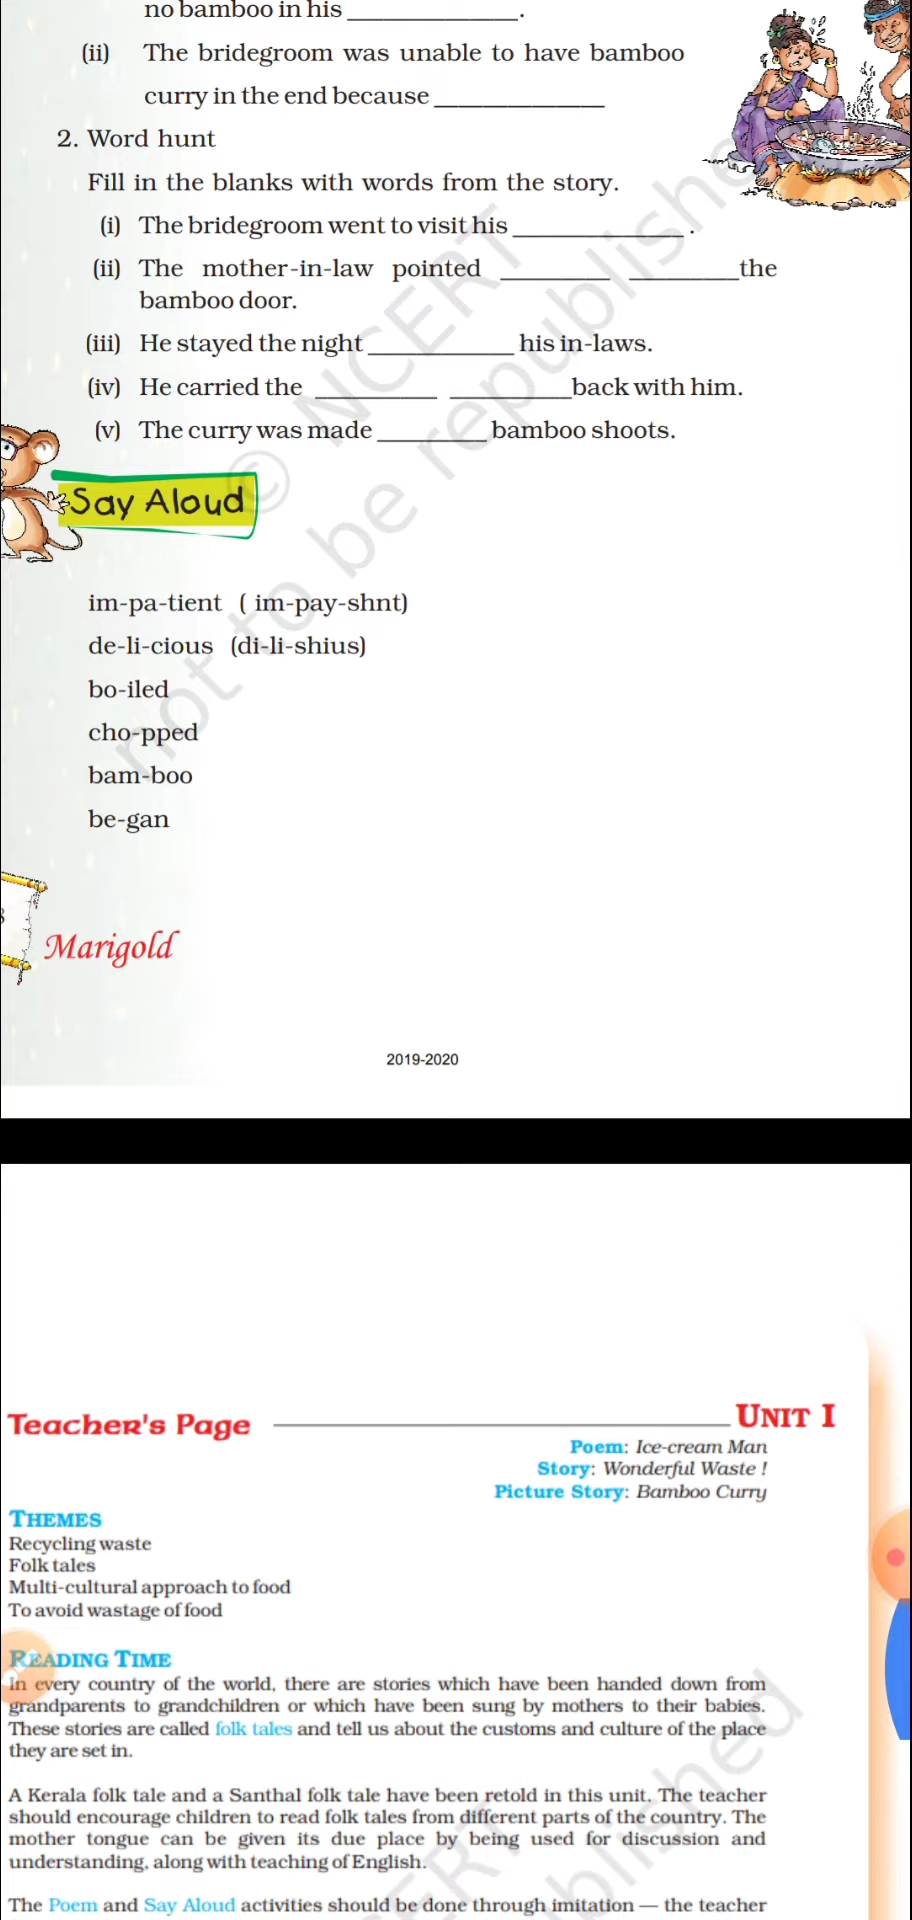 no bamboo in his ______________.
(ii) The bridegroom was unable to have bamboo
curry in the end because ______________
2. Word hunt
Fill in the blanks with words from the story.
(i) The bridegroom went to visit his ______________ .
(ii) The mother-in-law pointed _________ _________the
bamboo door.
(iii) He stayed the night ____________ his in-laws.
(iv) He carried the __________ __________back with him.
(v) The curry was made _________ bamboo shoots.
Say Aloud
im-pa-tient ( im-pay-shnt)
de-li-cious (di-li-shius)
bo-iled
cho-pped
bam-boo
be-gan
Marigold
2019-2020
© NCERT
not to be republished
Teacher's Page
UNIT I
Poem: Ice-cream Man
Story: Wonderful Waste !
Picture Story: Bamboo Curry
THEMES
Recycling waste
Folk tales
Multi-cultural approach to food
To avoid wastage of food
READING TIME
In every country of the world, there are stories which have been handed down from
grandparents to grandchildren or which have been sung by mothers to their babies.
These stories are called folk tales and tell us about the customs and culture of the place
they are set in.
A Kerala folk tale and a Santhal folk tale have been retold in this unit. The teacher
should encourage children to read folk tales from different parts of the country. The
mother tongue can be given its due place by being used for discussion and
understanding, along with teaching of English.
The Poem and Say Aloud activities should be done through imitation — the teacher